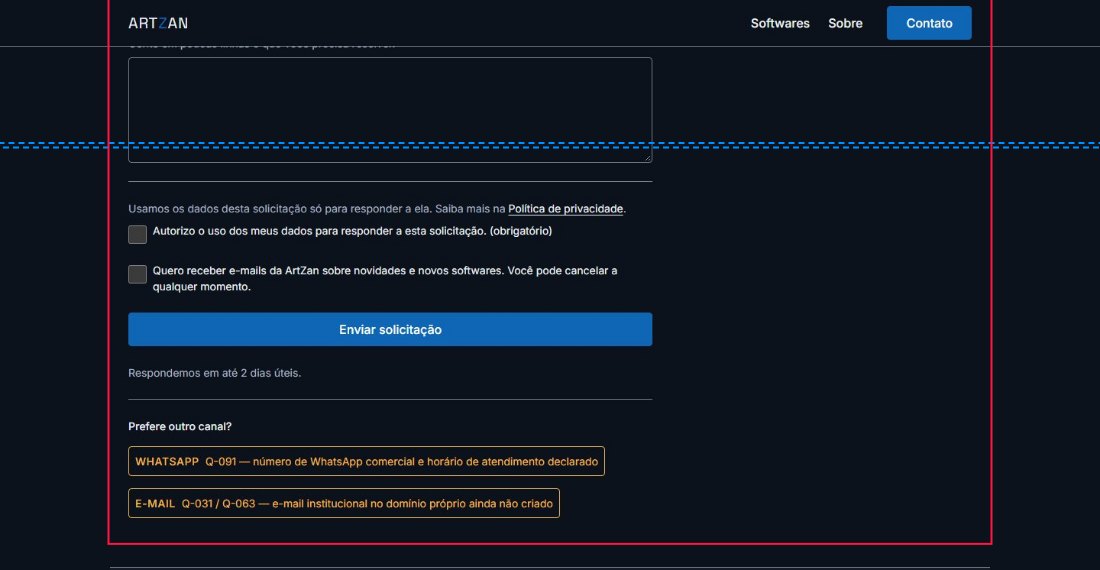 ARTZAN
Softwares
Sobre
Contato
Usamos os dados desta solicitação só para responder a ela. Saiba mais na Política de privacidade.
Autorizo o uso dos meus dados para responder a esta solicitação. (obrigatório)
Quero receber e-mails da ArtZan sobre novidades e novos softwares. Você pode cancelar a
qualquer momento.
Enviar solicitação
Respondemos em até 2 dias úteis.
Prefere outro canal?
WHATSAPP Q-091 — número de WhatsApp comercial e horário de atendimento declarado
E-MAIL Q-031 / Q-063 — e-mail institucional no domínio próprio ainda não criado